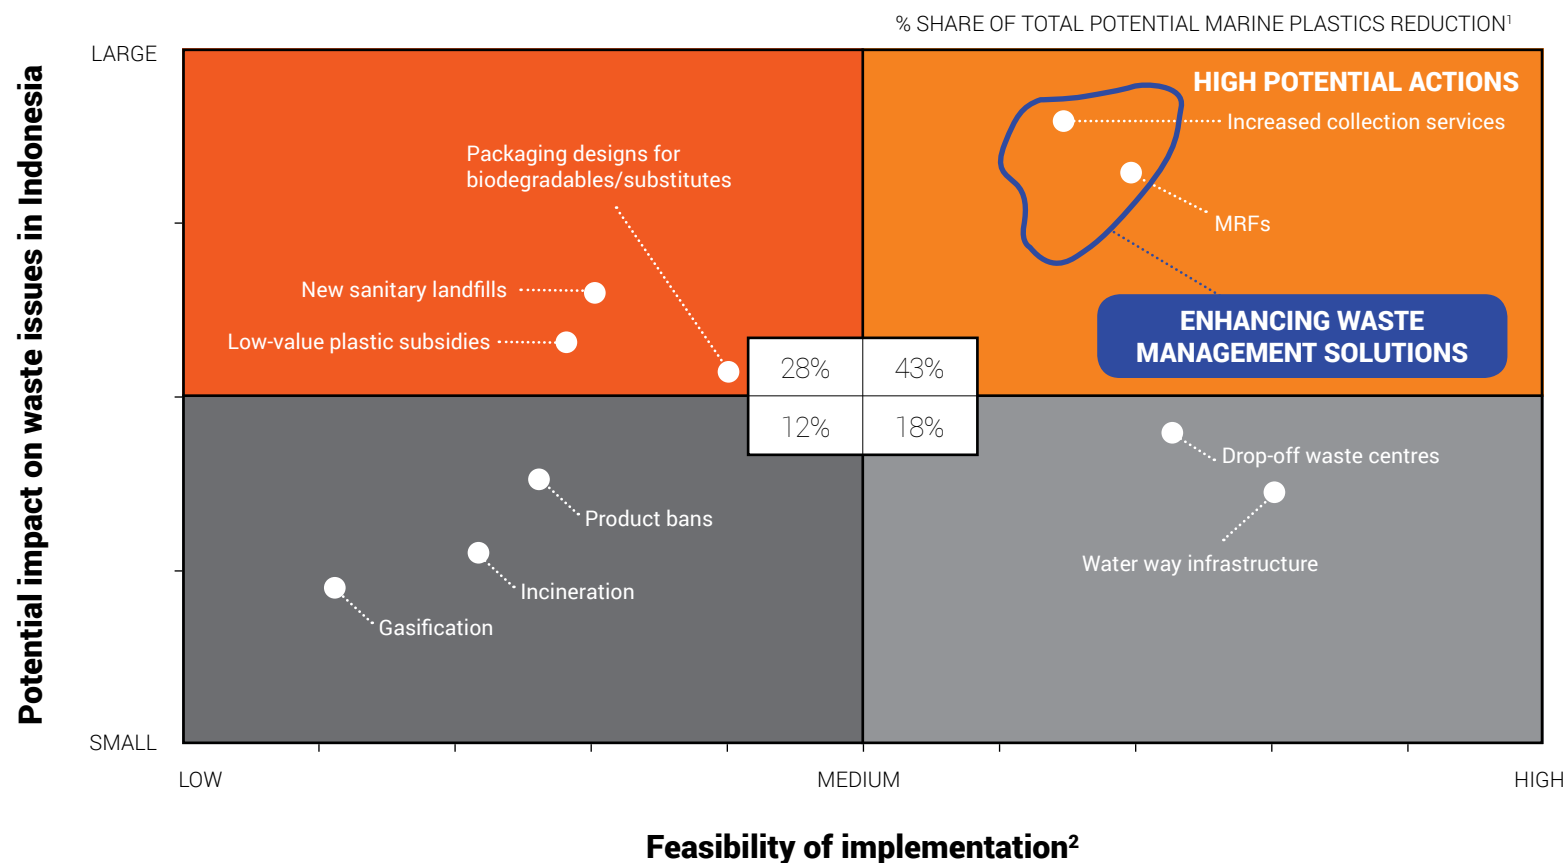 % SHARE OF TOTAL POTENTIAL MARINE PLASTICS REDUCTION¹
Potential impact on waste issues in Indonesia
LARGE
HIGH POTENTIAL ACTIONS
Increased collection services
Packaging designs for
biodegradables/substitutes
MRFs
New sanitary landfills
Low-value plastic subsidies
ENHANCING WASTE
MANAGEMENT SOLUTIONS
28%
43%
12%
18%
Drop-off waste centres
Product bans
Water way infrastructure
Incineration
Gasification
SMALL
LOW
MEDIUM
HIGH
Feasibility of implementation²